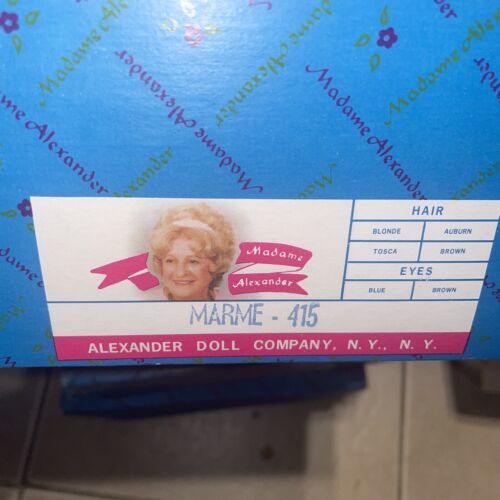 Madame Alexander
Madame Alexander
Madame Alexander
Madame Alexander
Madame
Alexander
HAIR
BLONDE AUBURN
TOSCA BROWN
EYES
BLUE BROWN
MARME - 415
ALEXANDER DOLL COMPANY, N. Y., N. Y.